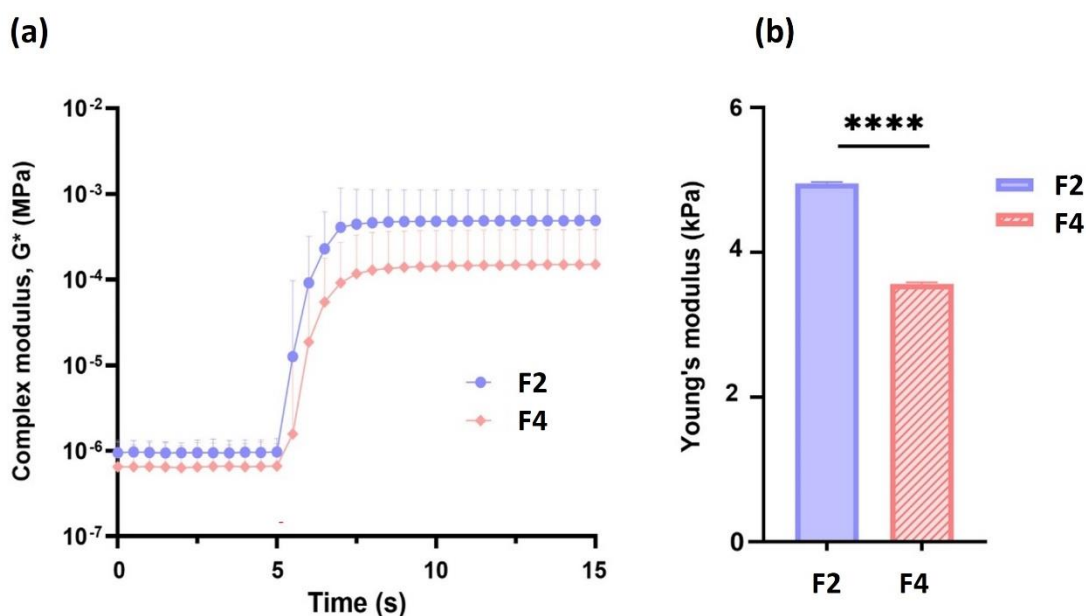 (a)
Complex modulus, G* (MPa)
10⁻²
10⁻³
10⁻⁴
10⁻⁵
10⁻⁶
10⁻⁷
0
5
10
15
Time (s)
F2
F4
(b)
Young's modulus (kPa)
6
4
2
0
****
F2
F4
F2
F4